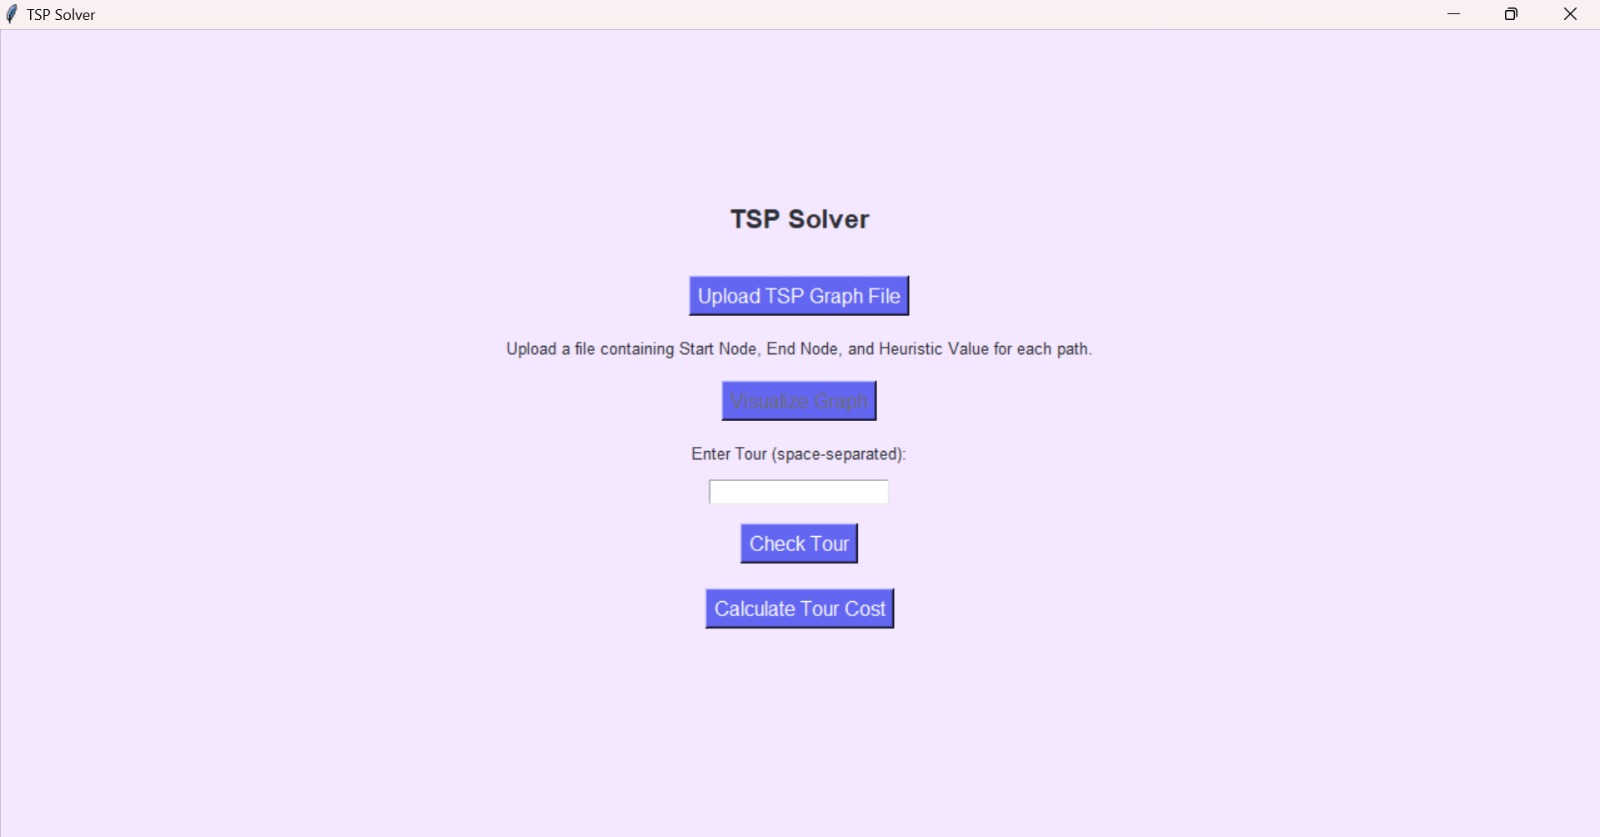 TSP Solver
TSP Solver
Upload TSP Graph File
Upload a file containing Start Node, End Node, and Heuristic Value for each path.
Visualize Graph
Enter Tour (space-separated):
Check Tour
Calculate Tour Cost